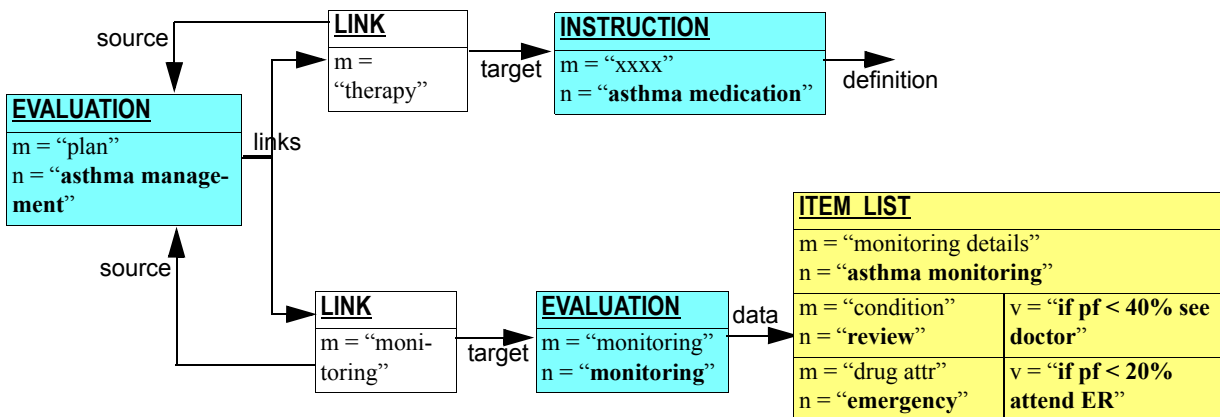 source
LINK
m =
“therapy”
target
INSTRUCTION
m = “xxxx”
n = “asthma medication”
definition
EVALUATION
m = “plan”
n = “asthma manage-
ment”
links
source
LINK
m = “moni-
toring”
target
EVALUATION
m = “monitoring”
n = “monitoring”
data
ITEM LIST
m = “monitoring details”
n = “asthma monitoring”
m = “condition”
n = “review”
v = “if pf < 40% see
doctor”
m = “drug attr”
n = “emergency”
v = “if pf < 20%
attend ER”